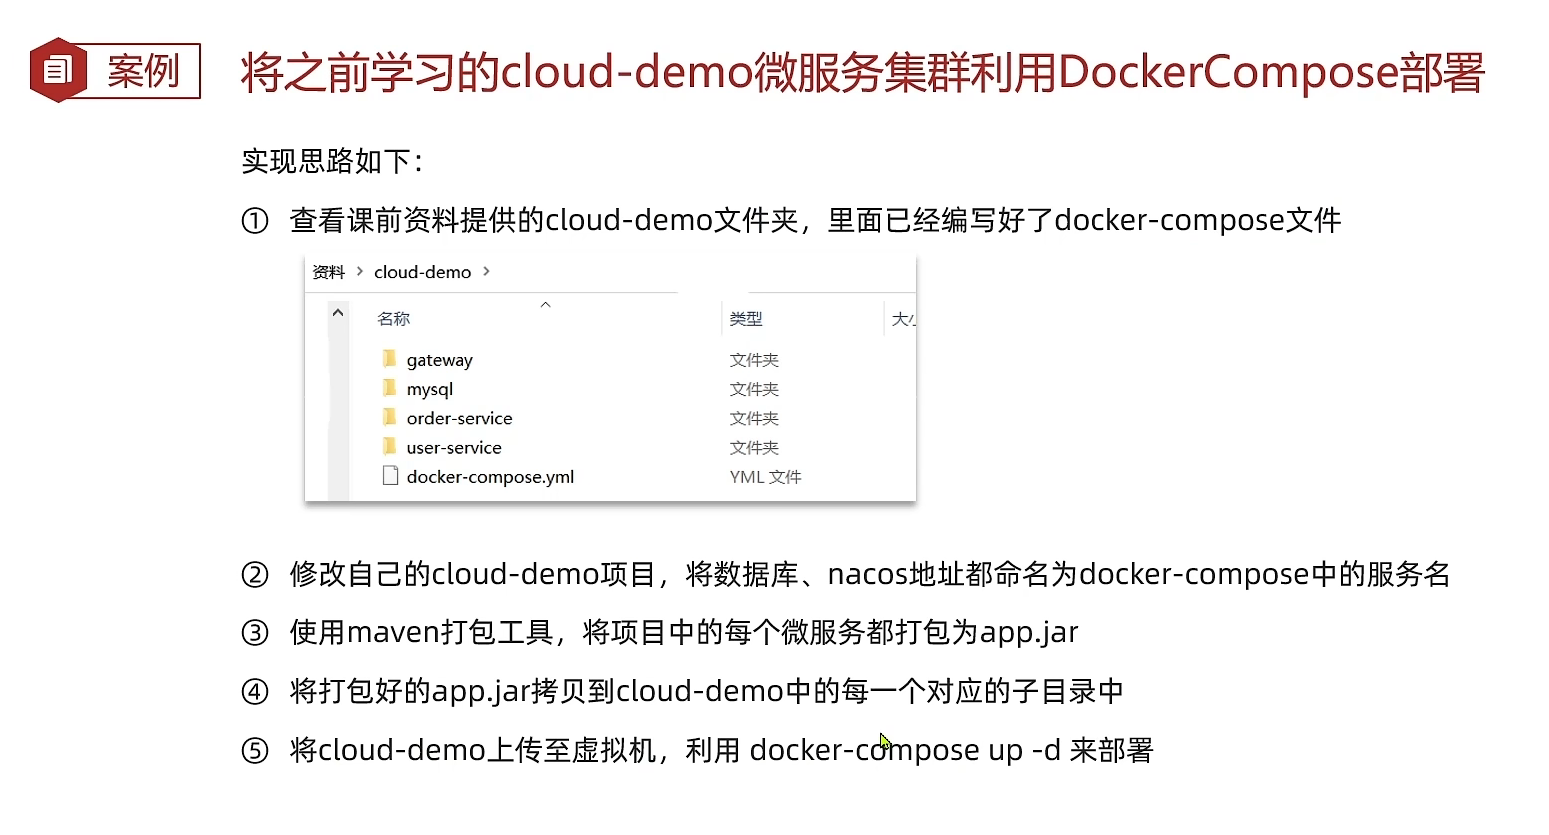 案例
将之前学习的cloud-demo微服务集群利用DockerCompose部署
实现思路如下：
① 查看课前资料提供的cloud-demo文件夹，里面已经编写好了docker-compose文件
资料 > cloud-demo >
名称 类型 大小
gateway 文件夹
mysql 文件夹
order-service 文件夹
user-service 文件夹
docker-compose.yml YML 文件
② 修改自己的cloud-demo项目，将数据库、nacos地址都命名为docker-compose中的服务名
③ 使用maven打包工具，将项目中的每个微服务都打包为app.jar
④ 将打包好的app.jar拷贝到cloud-demo中的每一个对应的子目录中
⑤ 将cloud-demo上传至虚拟机，利用 docker-compose up -d 来部署